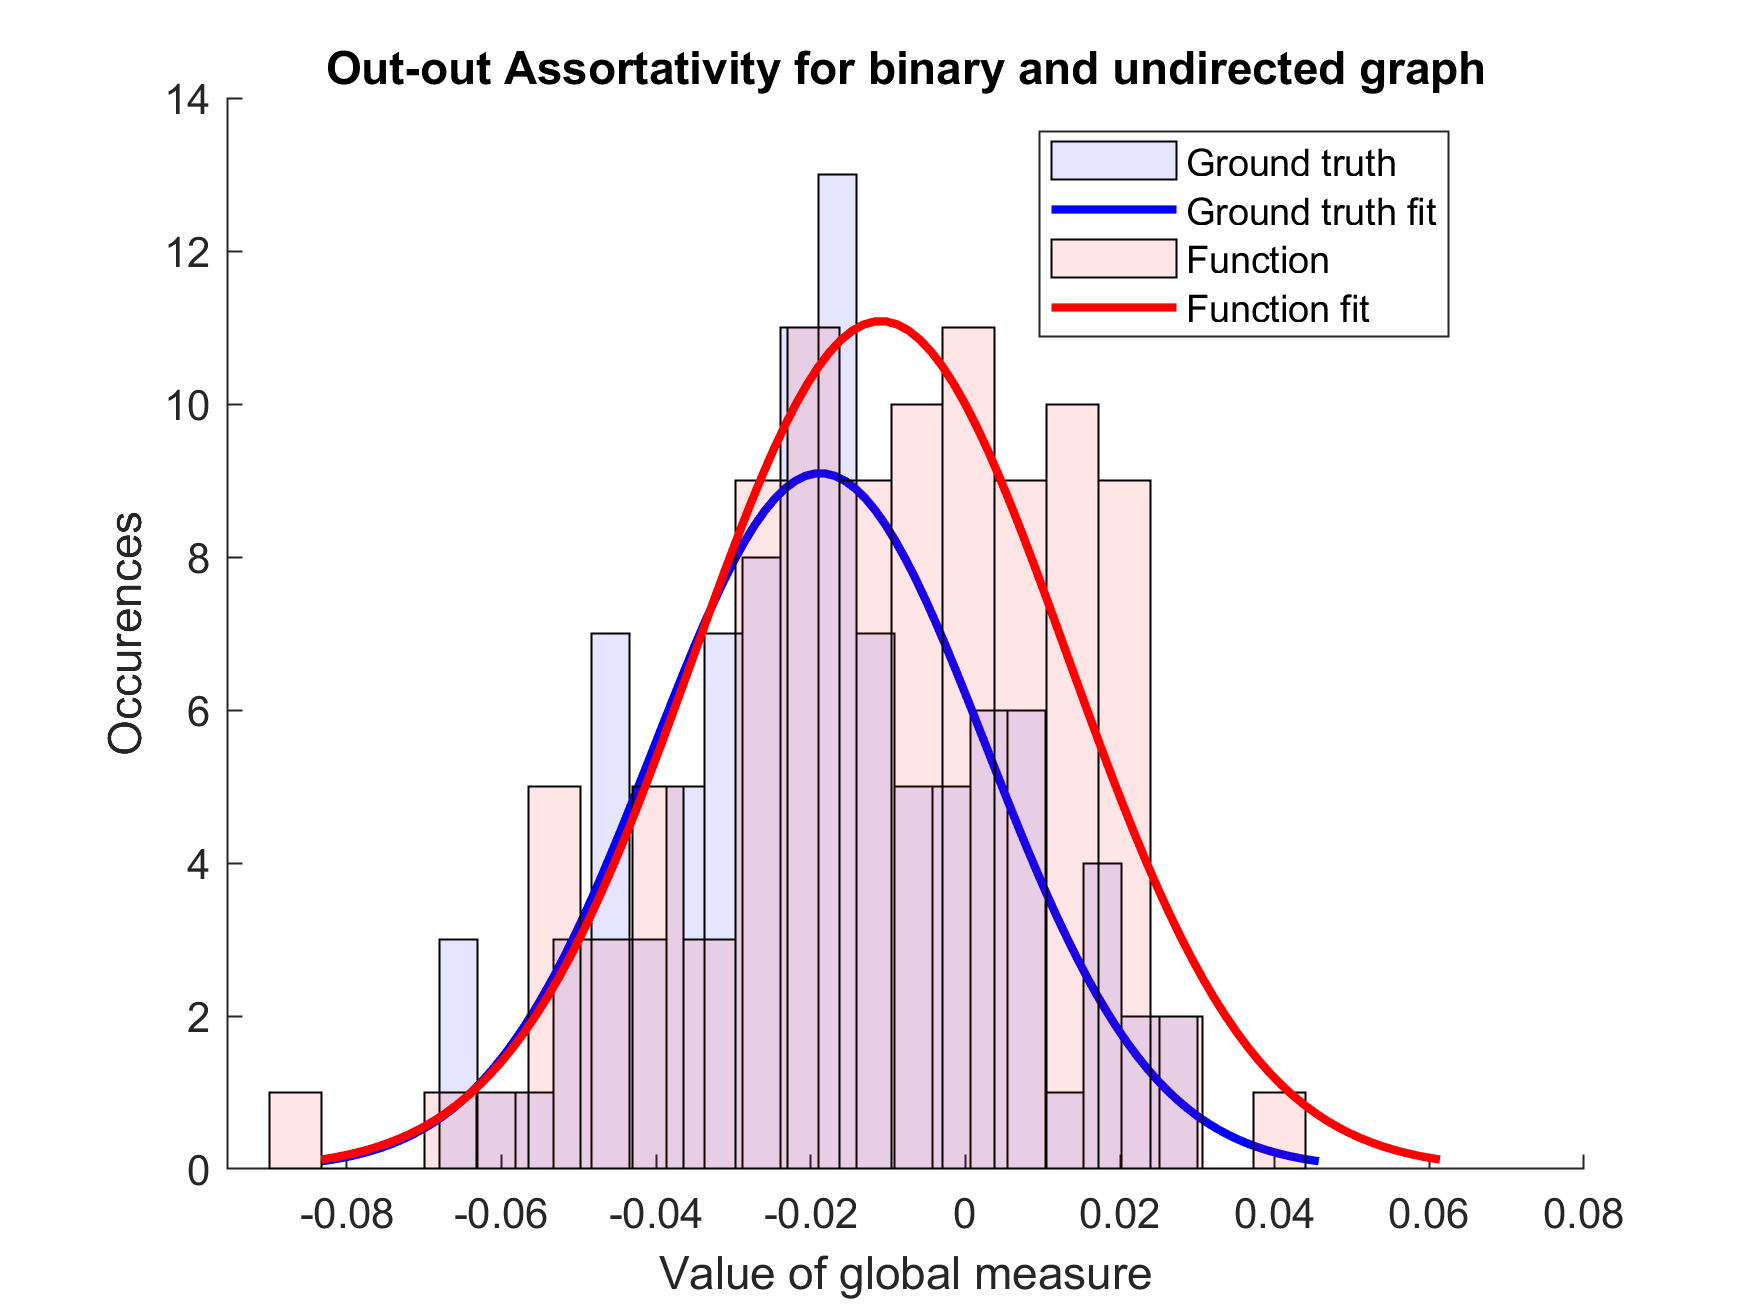 Out-out Assortativity for binary and undirected graph
14
12
10
8
6
4
2
0
Occurences
Ground truth
Ground truth fit
Function
Function fit
-0.08 -0.06 -0.04 -0.02 0 0.02 0.04 0.06 0.08
Value of global measure